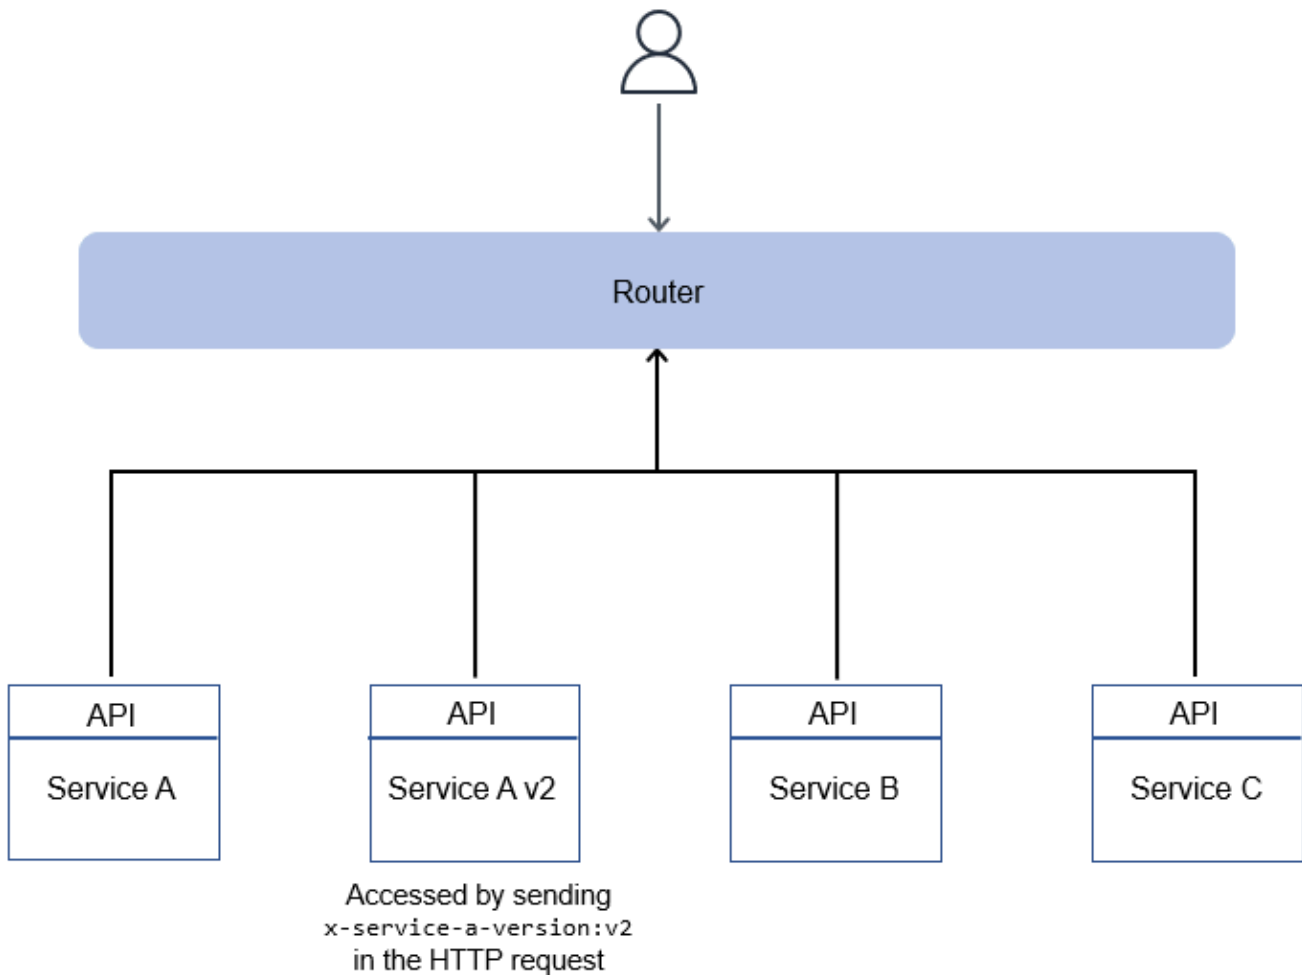 Router
API
API
API
API
Service A
Service A v2
Service B
Service C
Accessed by sending
x-service-a-version:v2
in the HTTP request